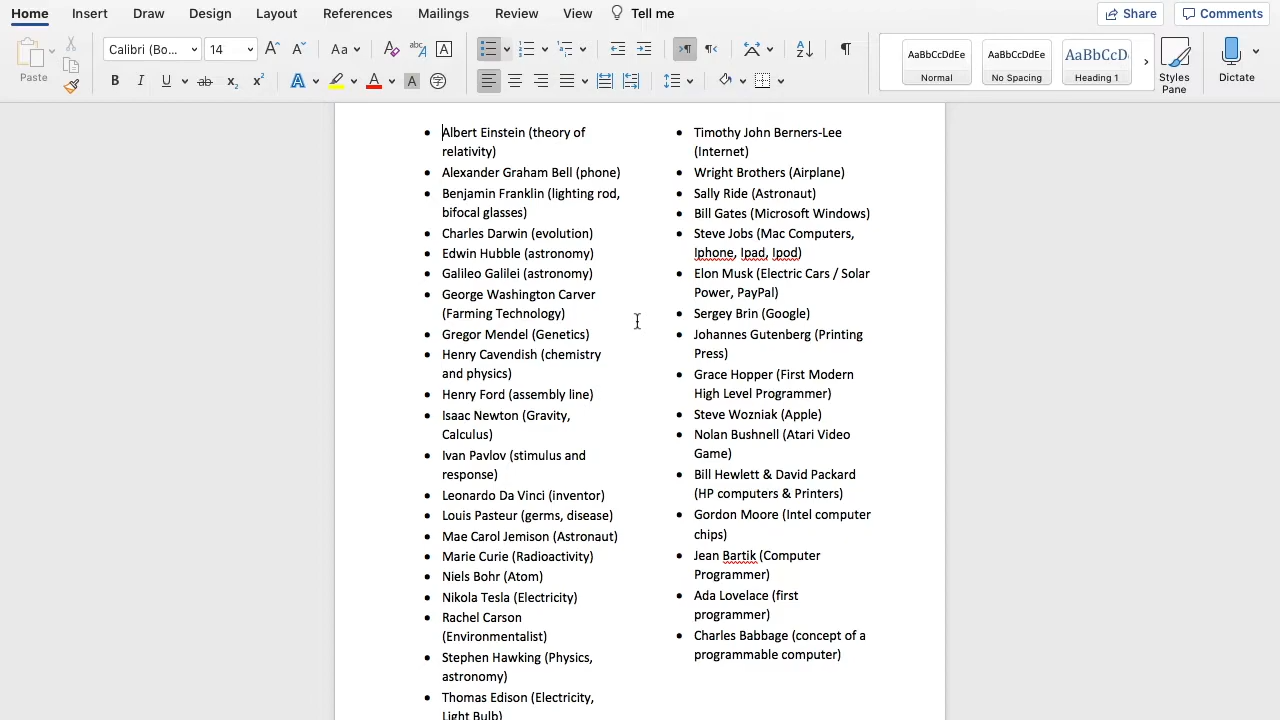 Home Insert Draw Design Layout References Mailings Review View Tell me Share Comments
Paste Calibri (Bo... 14 Aa AaBbCcDdEe Normal AaBbCcDdEe No Spacing AaBbCcD Heading 1 Styles Pane Dictate
Albert Einstein (theory of
relativity)
Alexander Graham Bell (phone)
Benjamin Franklin (lighting rod,
bifocal glasses)
Charles Darwin (evolution)
Edwin Hubble (astronomy)
Galileo Galilei (astronomy)
George Washington Carver
(Farming Technology)
Gregor Mendel (Genetics)
Henry Cavendish (chemistry
and physics)
Henry Ford (assembly line)
Isaac Newton (Gravity,
Calculus)
Ivan Pavlov (stimulus and
response)
Leonardo Da Vinci (inventor)
Louis Pasteur (germs, disease)
Mae Carol Jemison (Astronaut)
Marie Curie (Radioactivity)
Niels Bohr (Atom)
Nikola Tesla (Electricity)
Rachel Carson
(Environmentalist)
Stephen Hawking (Physics,
astronomy)
Thomas Edison (Electricity,
Light Bulb)
Timothy John Berners-Lee
(Internet)
Wright Brothers (Airplane)
Sally Ride (Astronaut)
Bill Gates (Microsoft Windows)
Steve Jobs (Mac Computers,
Iphone, Ipad, Ipod)
Elon Musk (Electric Cars / Solar
Power, PayPal)
Sergey Brin (Google)
Johannes Gutenberg (Printing
Press)
Grace Hopper (First Modern
High Level Programmer)
Steve Wozniak (Apple)
Nolan Bushnell (Atari Video
Game)
Bill Hewlett & David Packard
(HP computers & Printers)
Gordon Moore (Intel computer
chips)
Jean Bartik (Computer
Programmer)
Ada Lovelace (first
programmer)
Charles Babbage (concept of a
programmable computer)